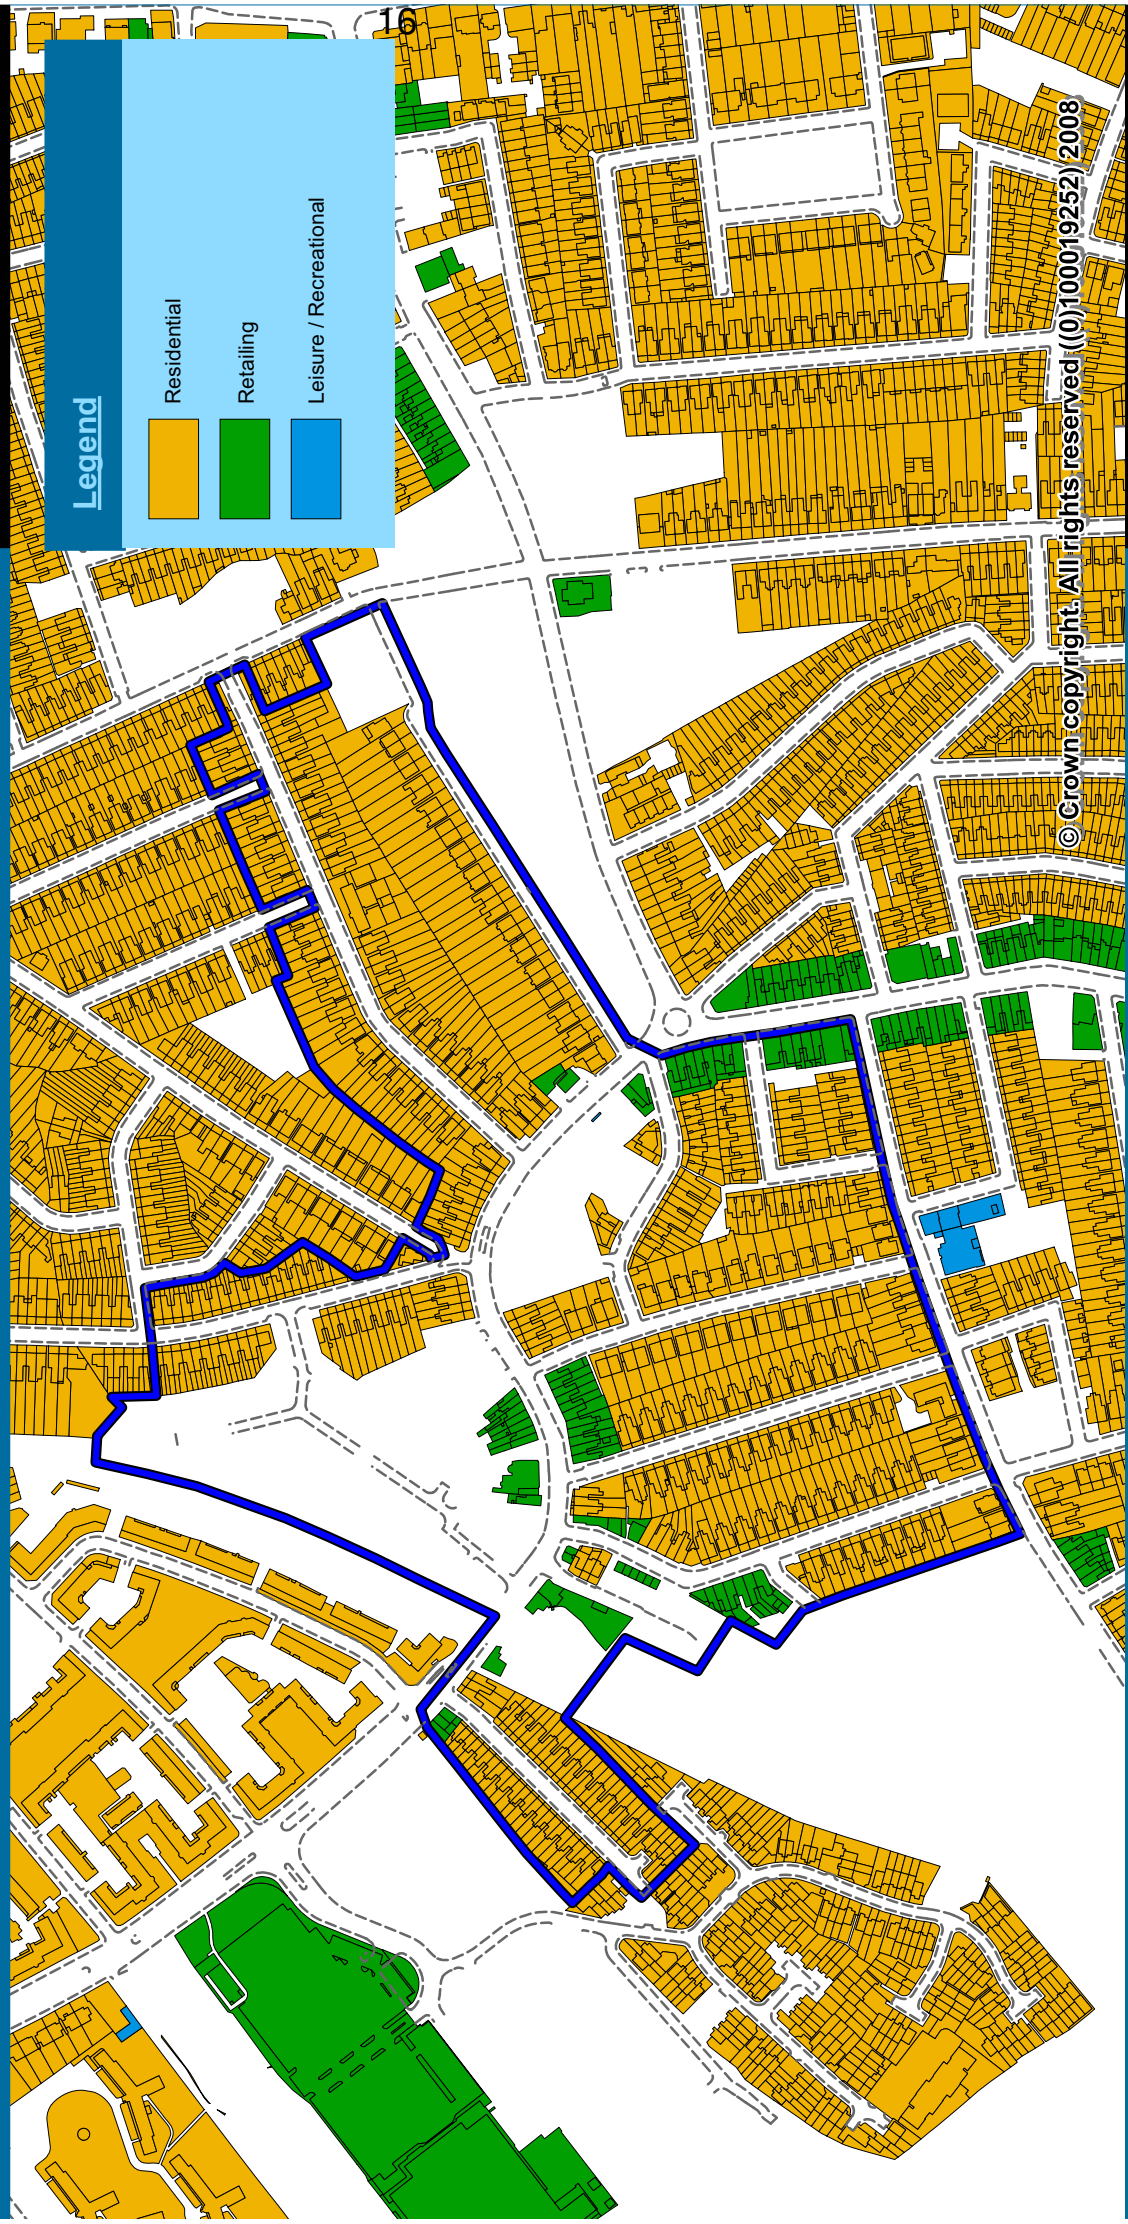 16
Legend
Residential
Retailing
Leisure / Recreational
© Crown copyright. All rights reserved ((0)100019252) 2008